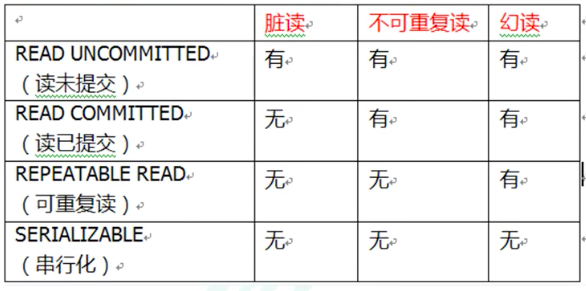 脏读 不可重复读 幻读
READ UNCOMMITTED 有 有 有
（读未提交）
READ COMMITTED 无 有 有
（读已提交）
REPEATABLE READ 无 无 有
（可重复读）
SERIALIZABLE 无 无 无
（串行化）